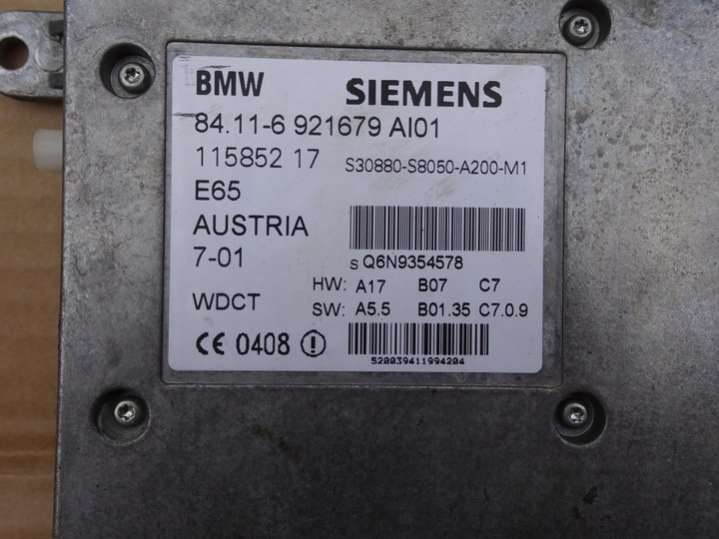 BMW SIEMENS
84.11-6 921679 AI01
115852 17 S30880-S8050-A200-M1
E65
AUSTRIA
7-01 S Q6N9354578
HW: A17 B07 C7
WDCT SW: A5.5 B01.35 C7.0.9
CE 0408
520039411994204